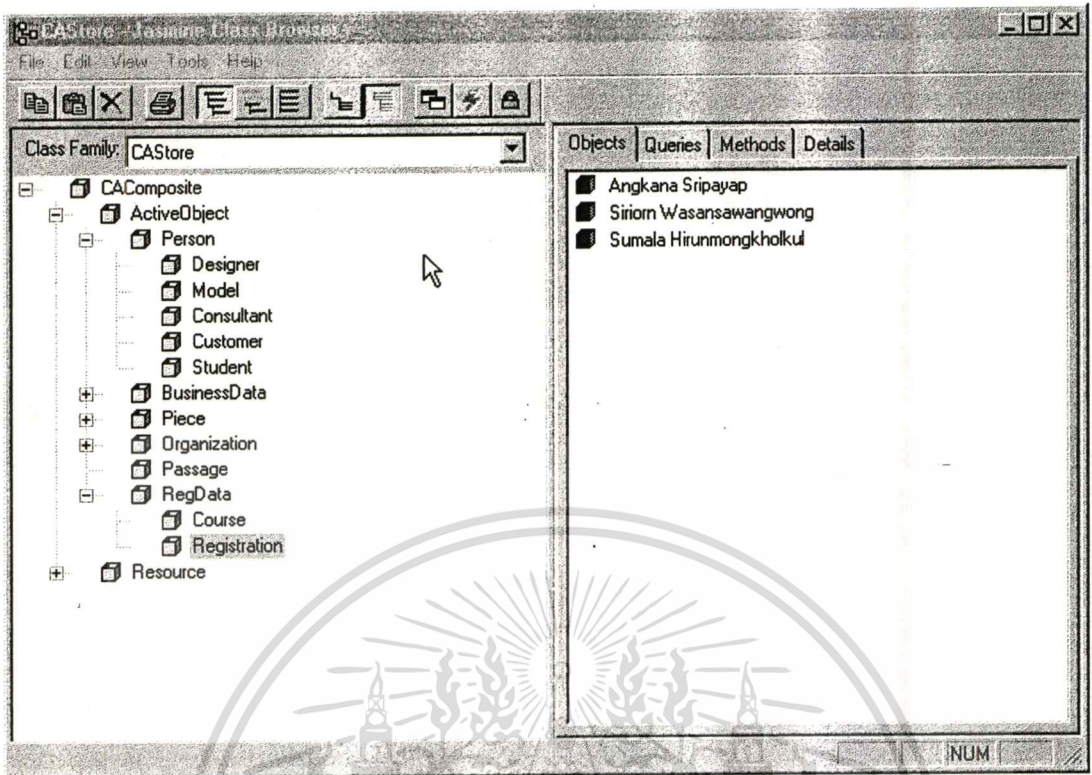 CAStore - Jasmine Class Browser
File Edit View Tools Help
Class Family: CAStore
CAComposite
ActiveObject
Person
Designer
Model
Consultant
Customer
Student
BusinessData
Piece
Organization
Passage
RegData
Course
Registration
Resource
Objects Queries Methods Details
Angkana Sripayap
Siriorn Wasansawangwong
Sumala Hirunmongkholkul
NUM